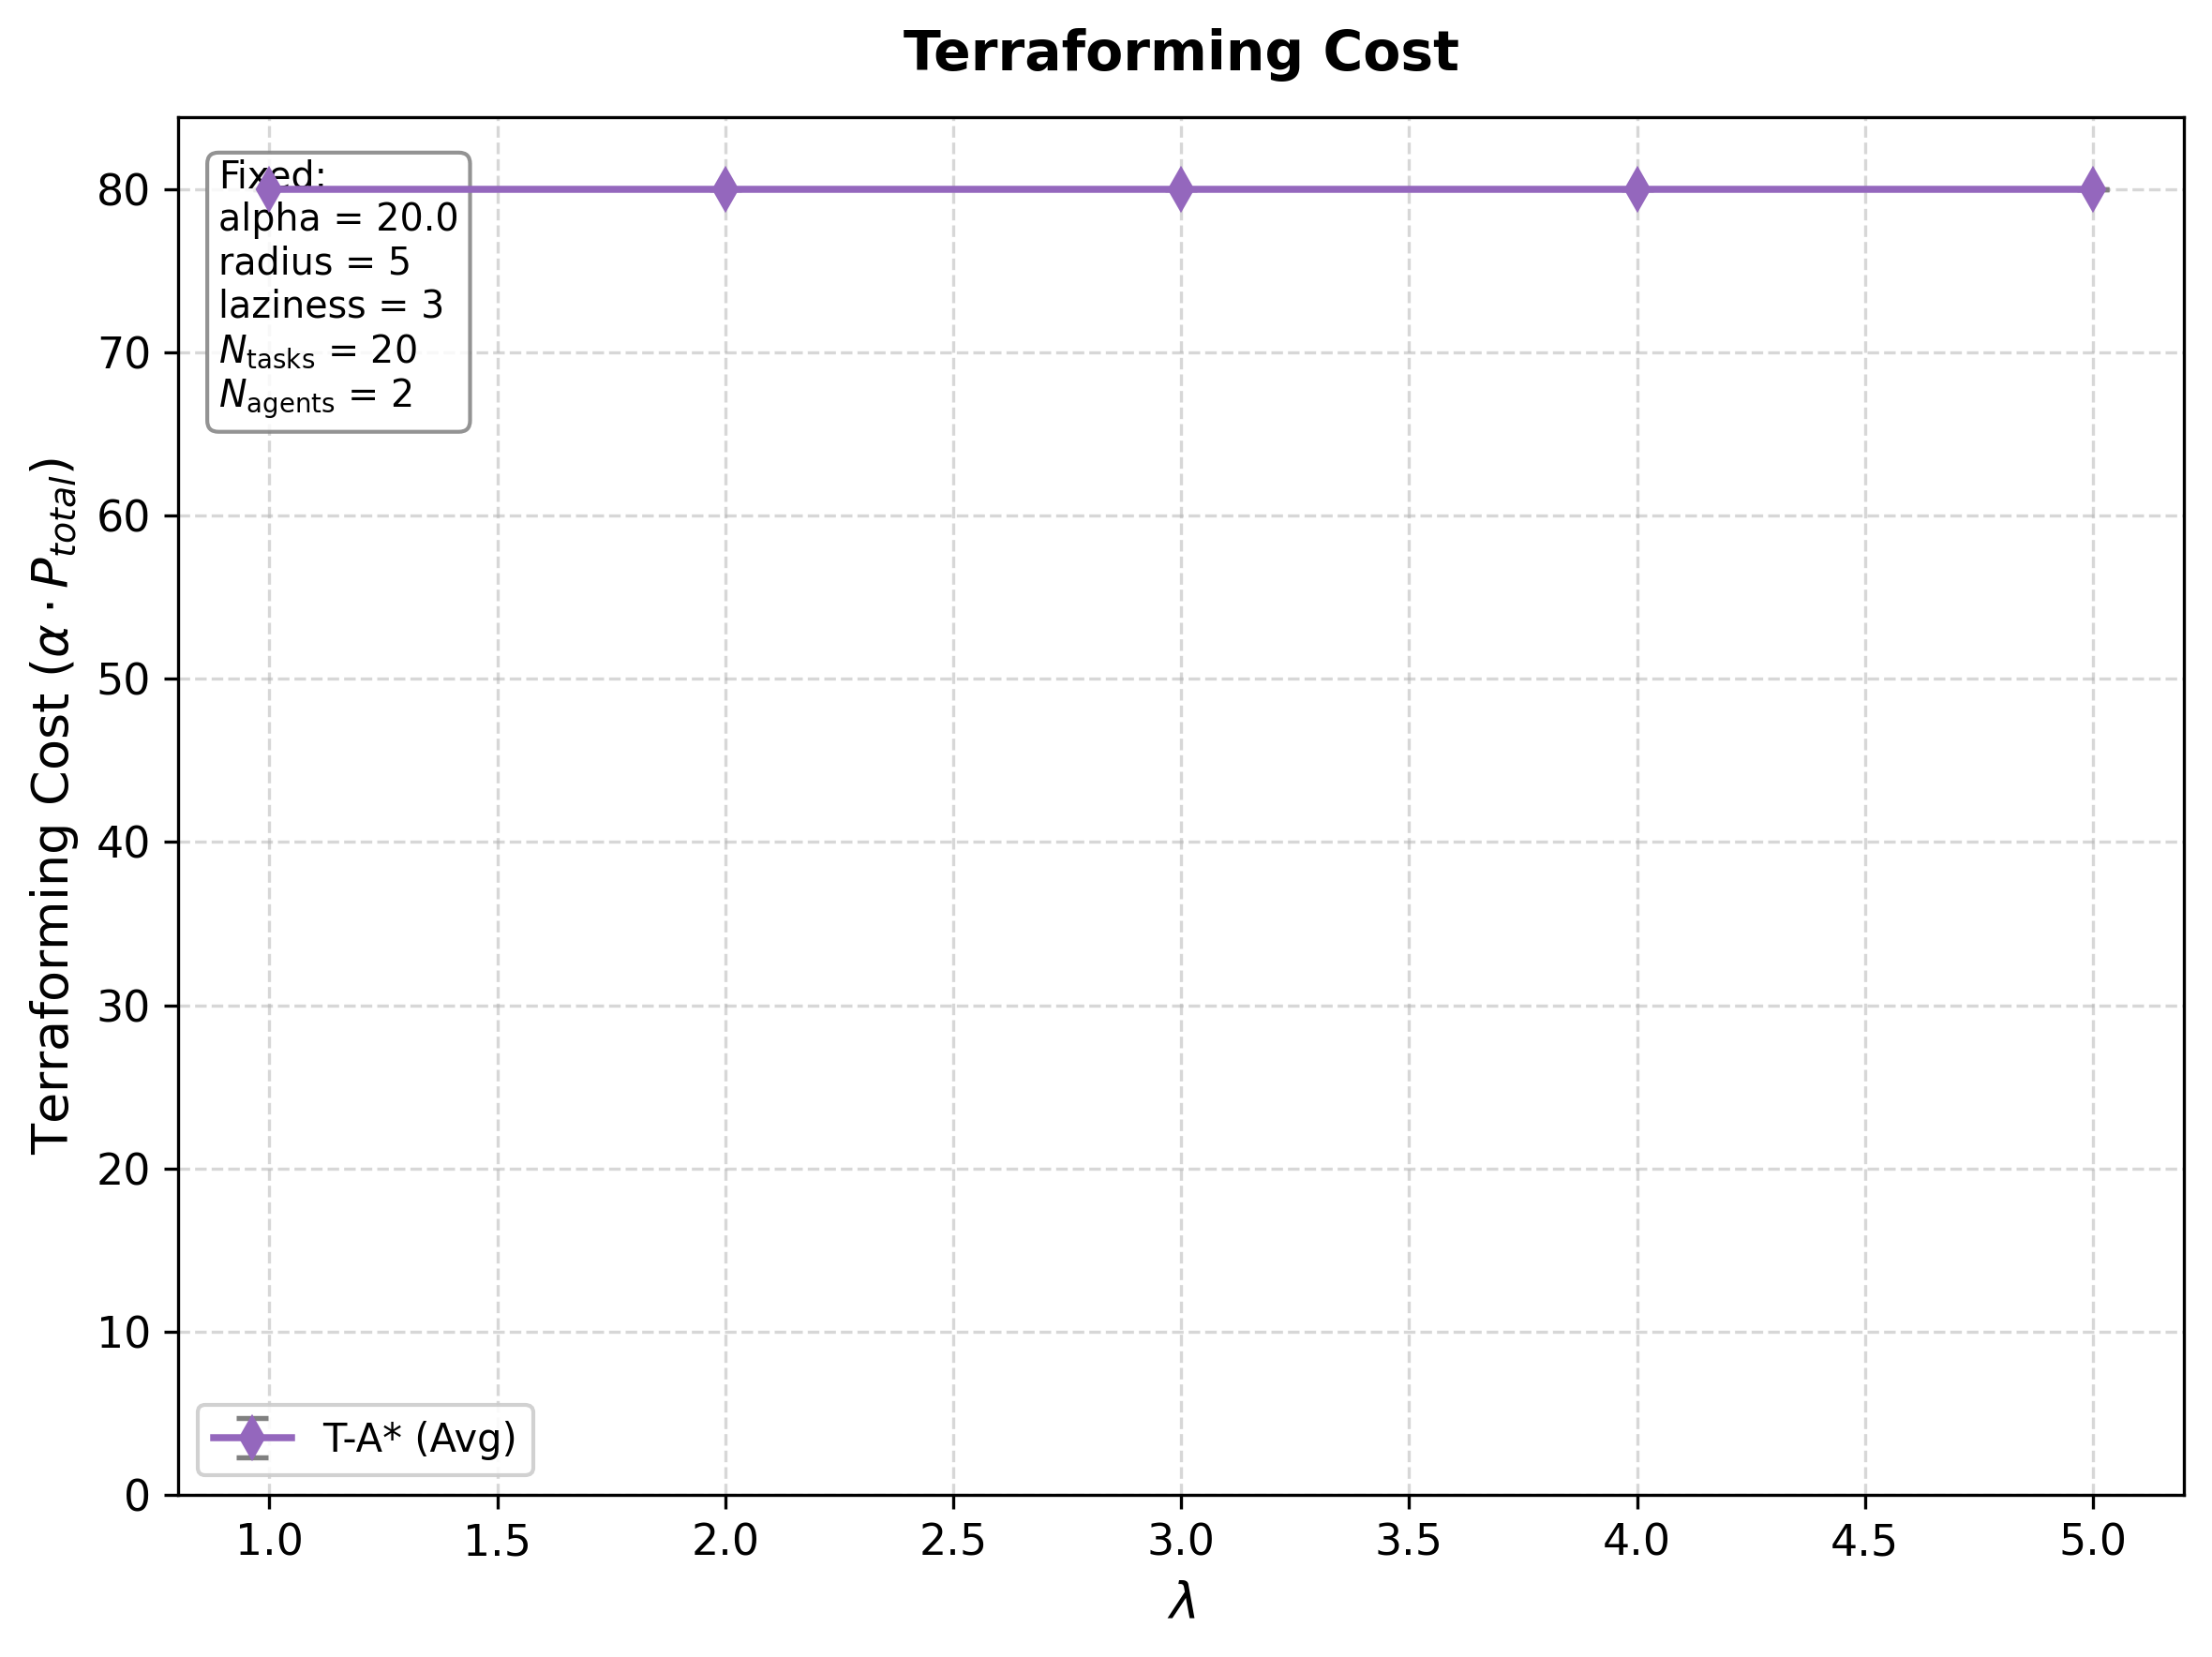 Terraforming Cost
Terraforming Cost (α · P_total)
80
70
60
50
40
30
20
10
0
Fixed:
alpha = 20.0
radius = 5
laziness = 3
N_tasks = 20
N_agents = 2
T-A* (Avg)
1.0 1.5 2.0 2.5 3.0 3.5 4.0 4.5 5.0
λ